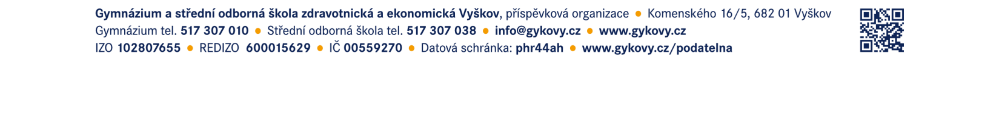 Gymnázium a střední odborná škola zdravotnická a ekonomická Vyškov, příspěvková organizace ● Komenského 16/5, 682 01 Vyškov
Gymnázium tel. 517 307 010 ● Střední odborná škola tel. 517 307 038 ● info@gykovy.cz ● www.gykovy.cz
IZO 102807655 ● REDIZO 600015629 ● IČ 00559270 ● Datová schránka: phr44ah ● www.gykovy.cz/podatelna